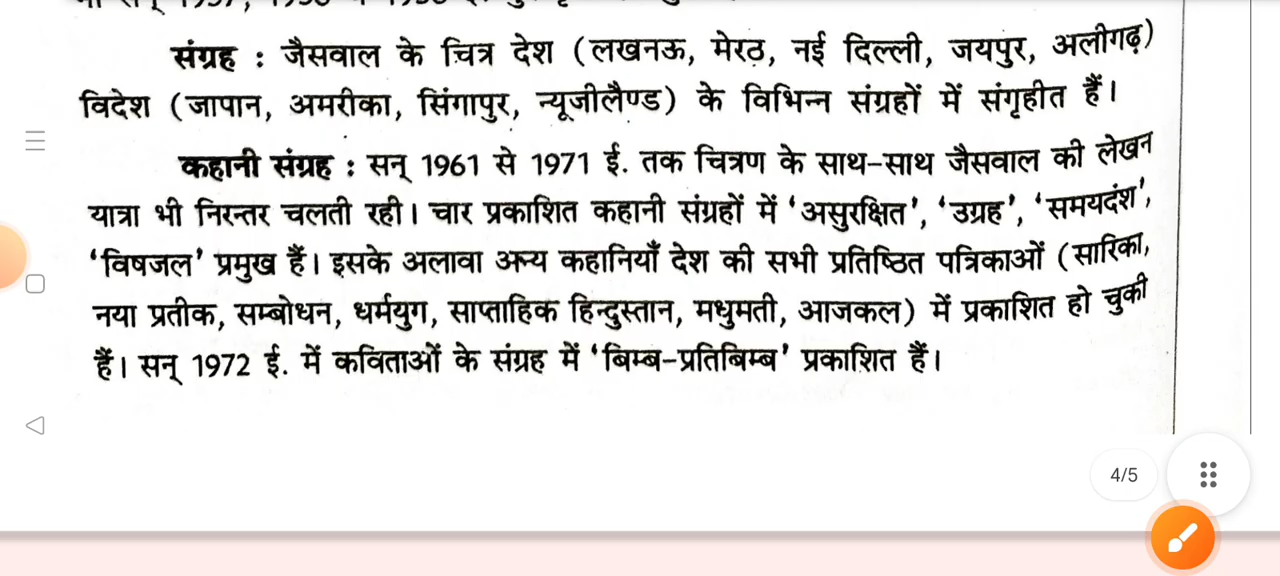 संग्रह : जैसवाल के चित्र देश (लखनऊ, मेरठ, नई दिल्ली, जयपुर, अलीगढ़)
विदेश (जापान, अमरीका, सिंगापुर, न्यूजीलैण्ड) के विभिन्न संग्रहों में संगृहीत हैं।
कहानी संग्रह : सन् 1961 से 1971 ई. तक चित्रण के साथ-साथ जैसवाल की लेखन
यात्रा भी निरन्तर चलती रही। चार प्रकाशित कहानी संग्रहों में 'असुरक्षित', 'उग्रह', 'समयदंश',
'विषजल' प्रमुख हैं। इसके अलावा अन्य कहानियाँ देश की सभी प्रतिष्ठित पत्रिकाओं (सारिका,
नया प्रतीक, सम्बोधन, धर्मयुग, साप्ताहिक हिन्दुस्तान, मधुमती, आजकल) में प्रकाशित हो चुकी
हैं। सन् 1972 ई. में कविताओं के संग्रह में 'बिम्ब-प्रतिबिम्ब' प्रकाशित हैं।
4/5